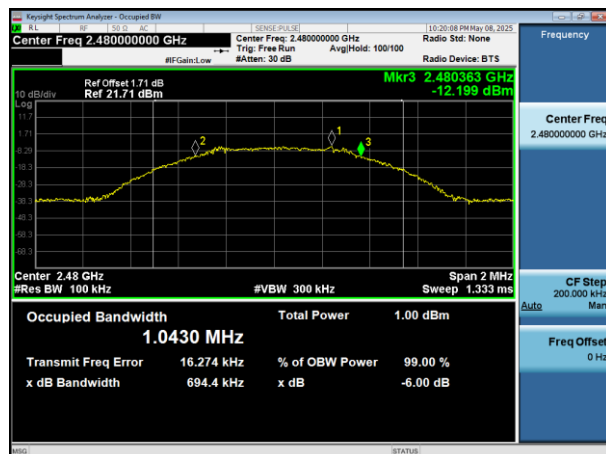 Keysight Spectrum Analyzer - Occupied BW
RL RF 50 Ω AC SENSE:PULSE 10:20:08 PM May 08, 2025
Center Freq 2.480000000 GHz
Center Freq: 2.480000000 GHz
Radio Std: None
Trig: Free Run Avg|Hold: 100/100
#IFGain:Low #Atten: 30 dB Radio Device: BTS
Ref Offset 1.71 dB
Mkr3 2.480363 GHz
10 dB/div Ref 21.71 dBm -12.199 dBm
Log
11.7
1.71
-8.29
-18.3
-28.3
-38.3
-48.3
-58.3
-68.3
1
2
3
Center 2.48 GHz Span 2 MHz
#Res BW 100 kHz #VBW 300 kHz Sweep 1.333 ms
Occupied Bandwidth Total Power 1.00 dBm
1.0430 MHz
Transmit Freq Error 16.274 kHz % of OBW Power 99.00 %
x dB Bandwidth 694.4 kHz x dB -6.00 dB
MSG STATUS
Frequency
Center Freq
2.480000000 GHz
CF Step
200.000 kHz
Auto Man
Freq Offset
0 Hz